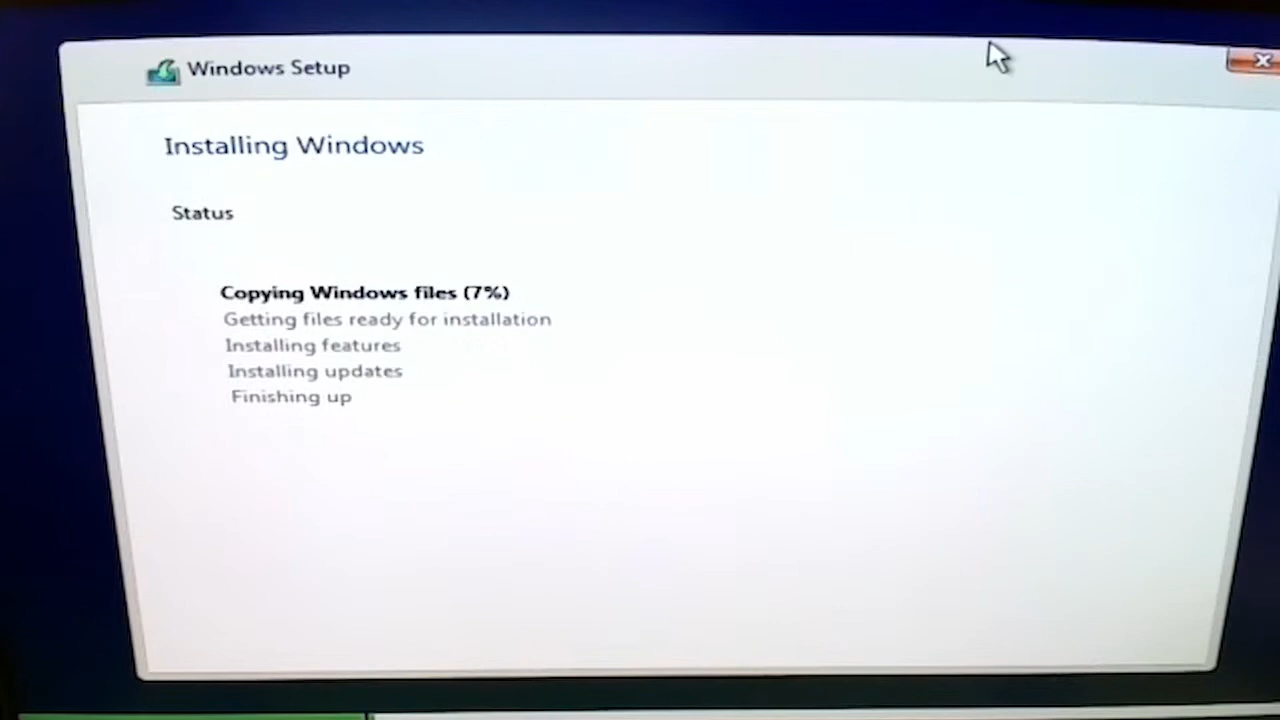 Windows Setup
Installing Windows
Status
Copying Windows files (7%)
Getting files ready for installation
Installing features
Installing updates
Finishing up